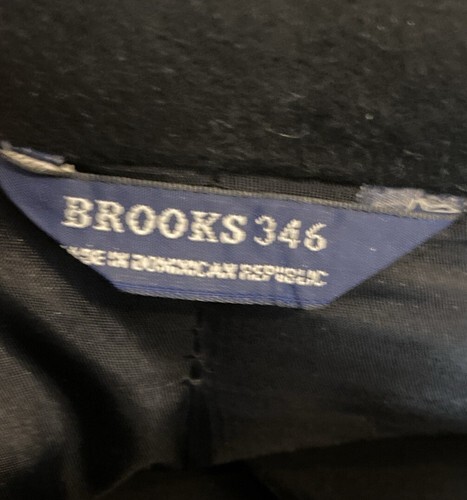 BROOKS 346
MADE IN DOMINICAN REPUBLIC